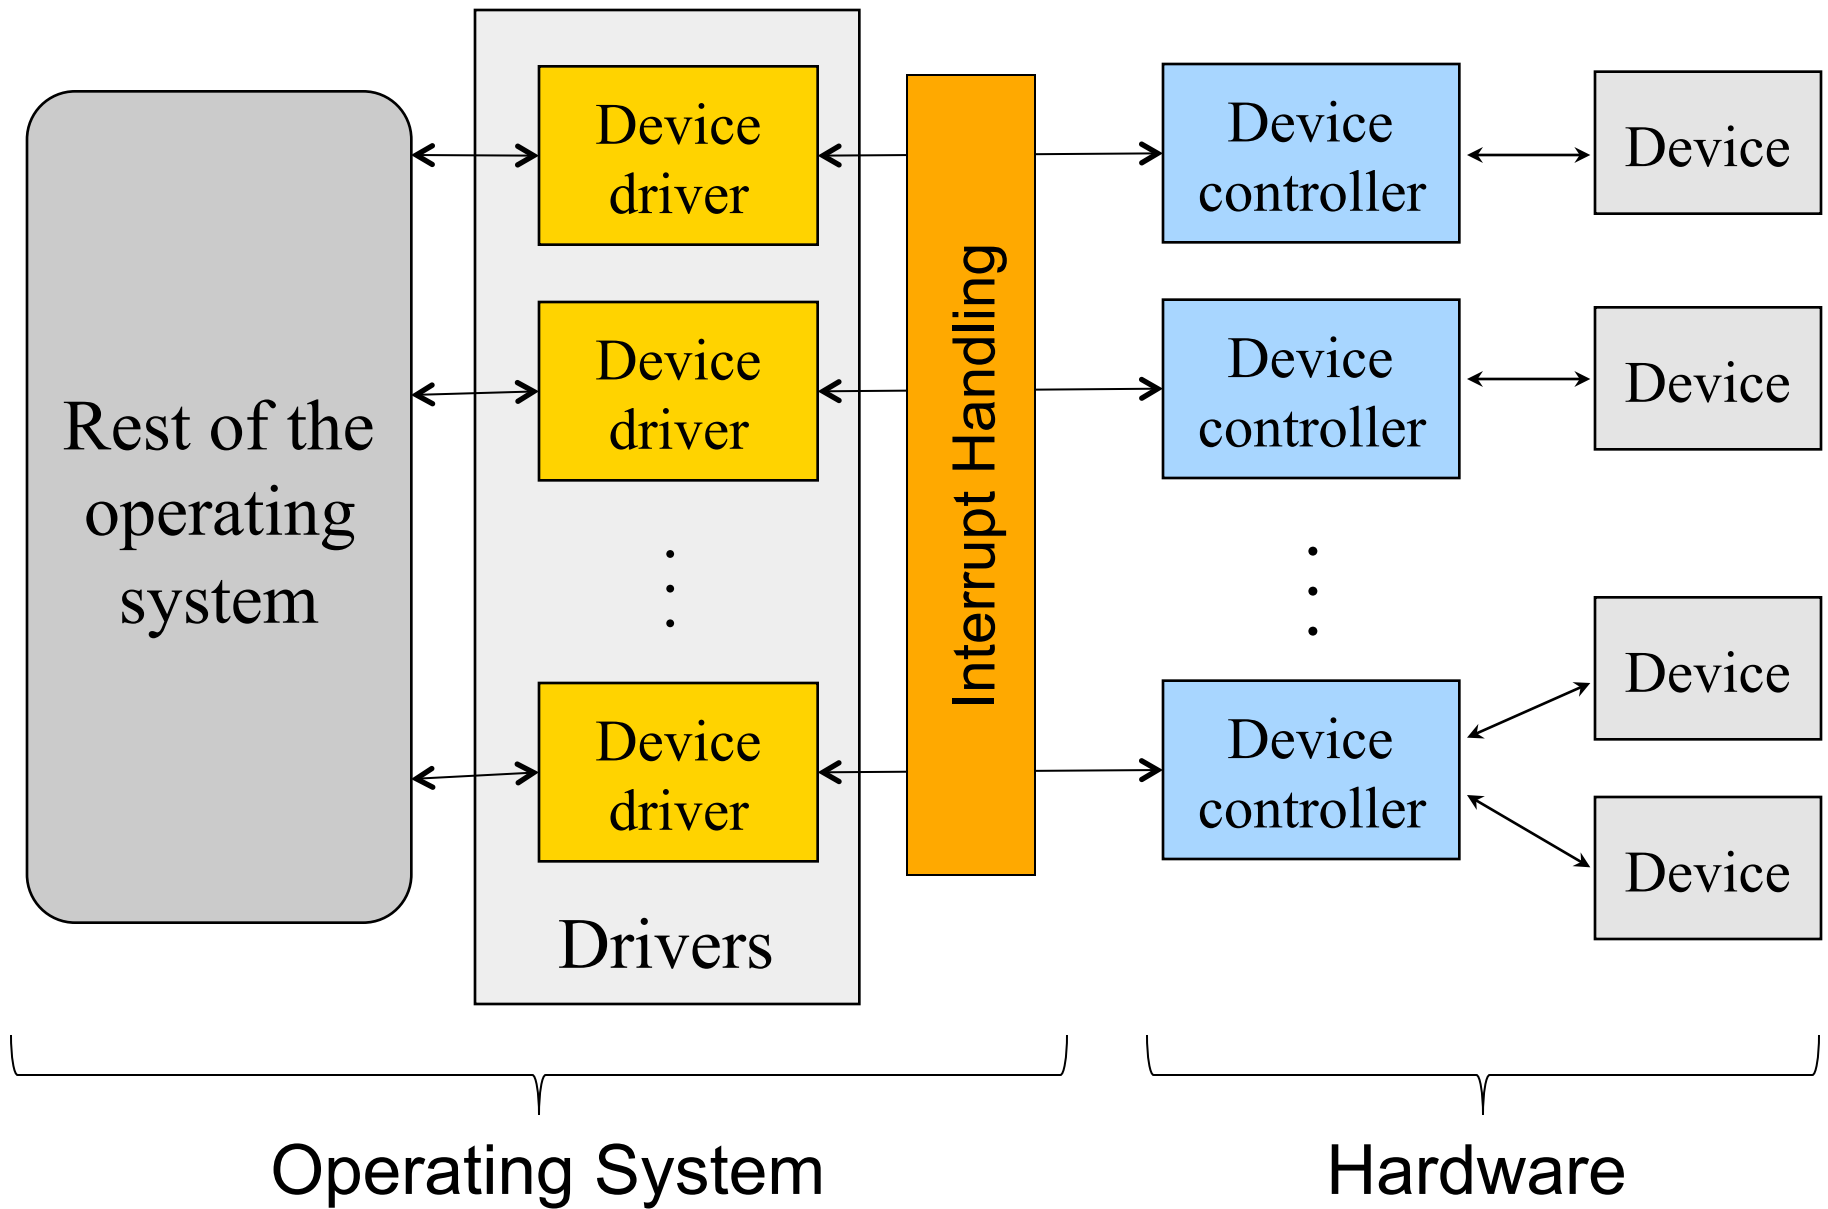 Rest of the
operating
system
Device
driver
Device
driver
Device
driver
Drivers
Interrupt Handling
Device
controller
Device
controller
Device
controller
Device
Device
Device
Device
Operating System
Hardware